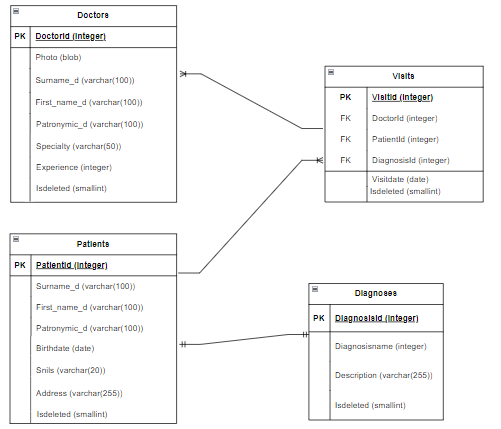 Doctors
PK DoctorId (integer)
Photo (blob)
Surname_d (varchar(100))
First_name_d (varchar(100))
Patronymic_d (varchar(100))
Specialty (varchar(50))
Experience (integer)
Isdeleted (smallint)
Visits
PK VisitId (integer)
FK DoctorId (integer)
FK PatientId (integer)
FK DiagnosisId (integer)
Visitdate (date)
Isdeleted (smallint)
Patients
PK PatientId (integer)
Surname_d (varchar(100))
First_name_d (varchar(100))
Patronymic_d (varchar(100))
Birthdate (date)
Snils (varchar(20))
Address (varchar(255))
Isdeleted (smallint)
Diagnoses
PK DiagnosisId (integer)
Diagnosisname (integer)
Description (varchar(255))
Isdeleted (smallint)